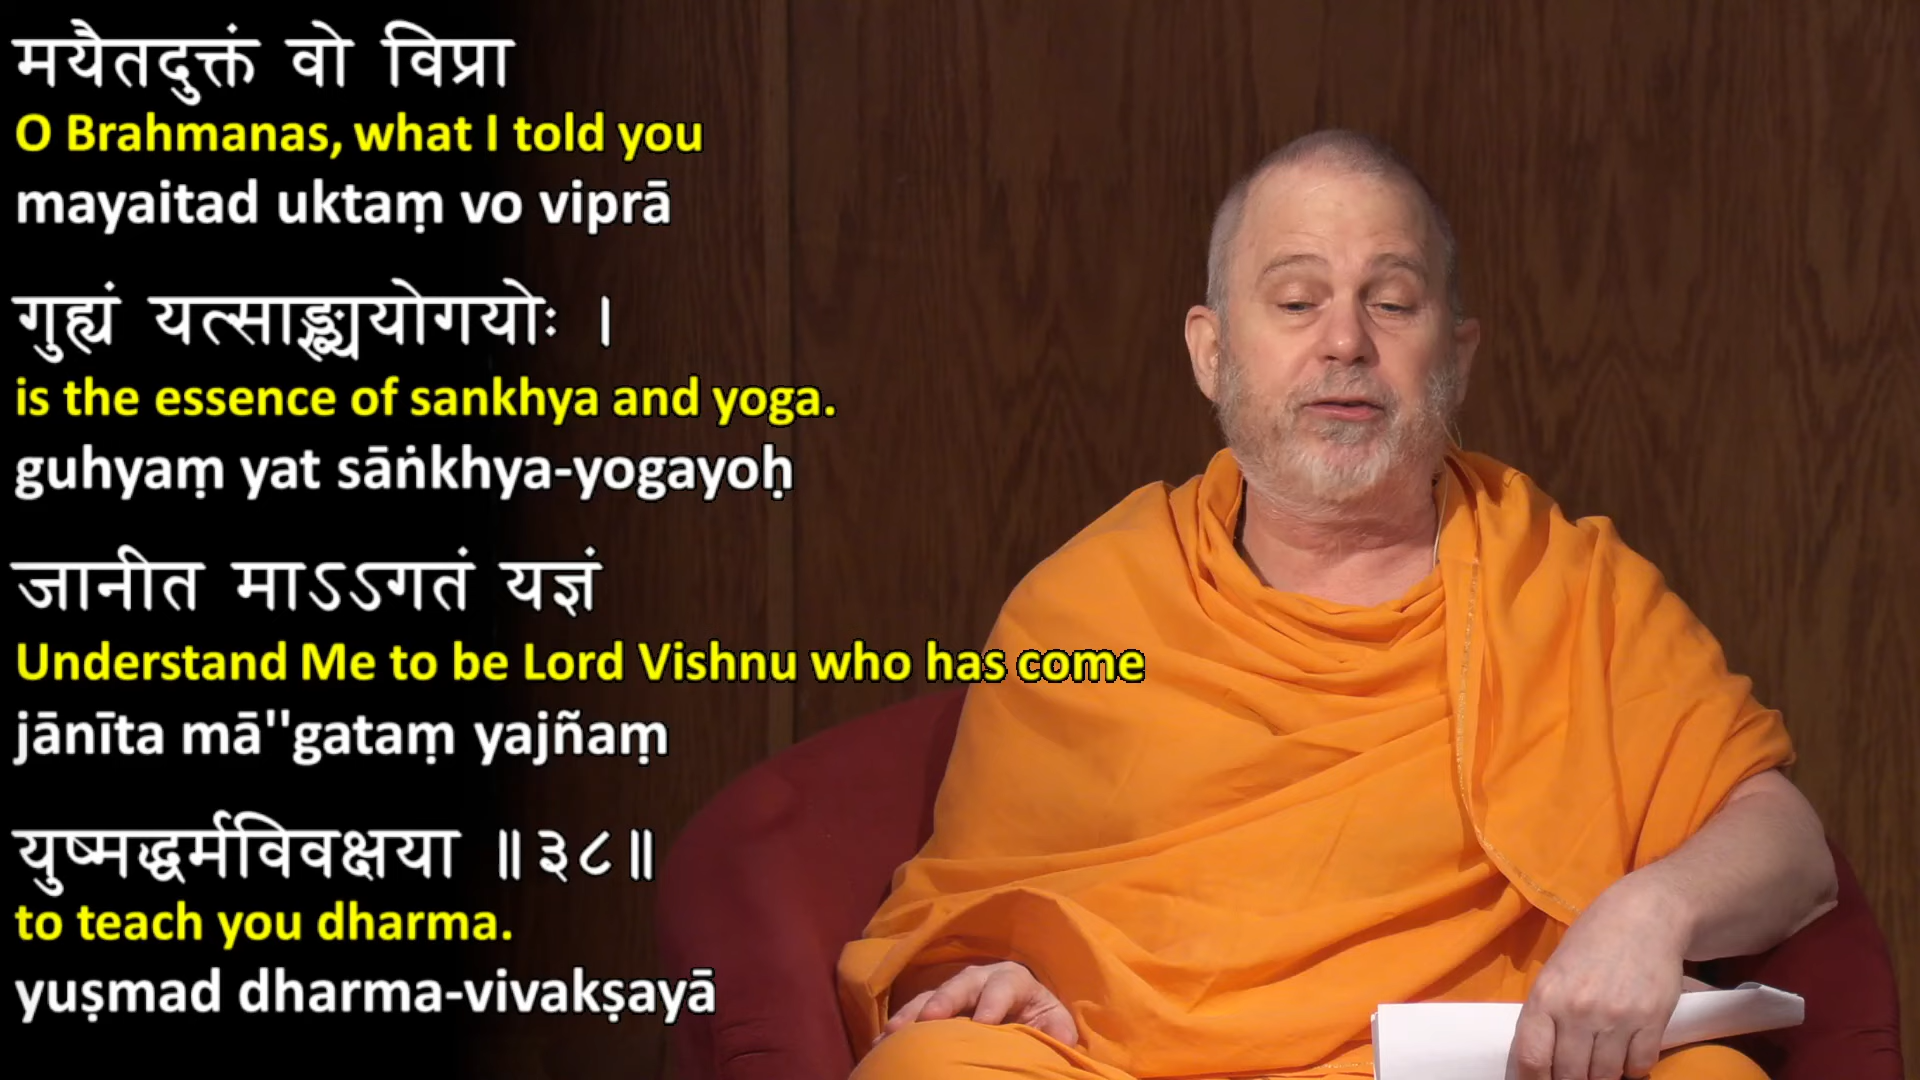 मयैतदुक्तं वो विप्रा
O Brahmanas, what I told you
mayaitad uktaṃ vo viprā
गुह्यं यत्साङ्ख्ययोगयोः ।
is the essence of sankhya and yoga.
guhyaṃ yat sāṅkhya-yogayoḥ
जानीत माऽऽगतं यज्ञं
Understand Me to be Lord Vishnu who has come
jānīta mā''gataṃ yajñaṃ
युष्मद्धर्मविवक्षया ॥३८॥
to teach you dharma.
yuṣmad dharma-vivakṣayā